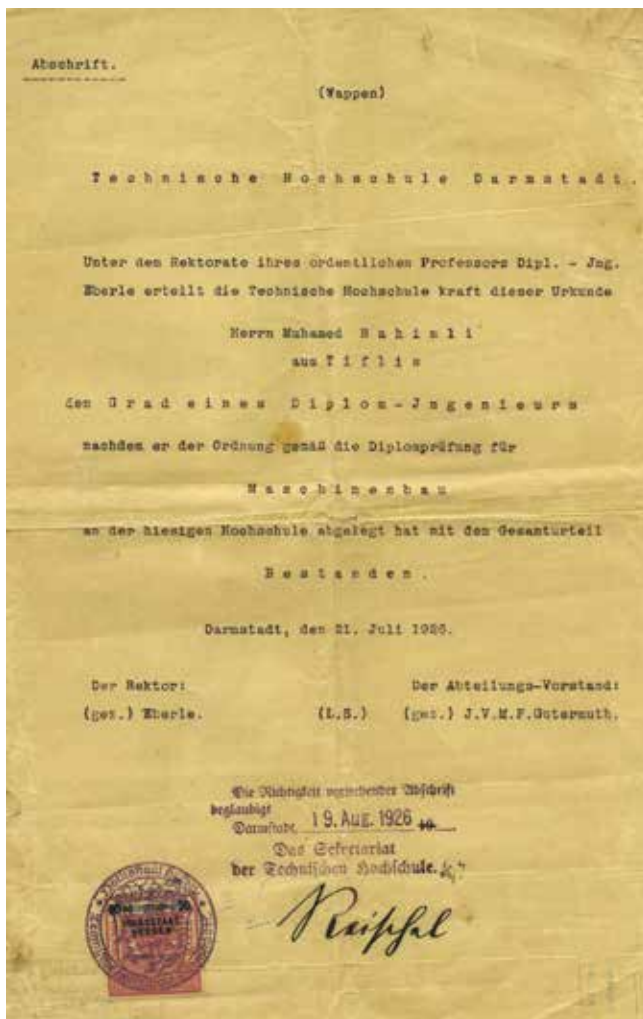 Abschrift.
(Wappen)
Technische Hochschule Darmstadt.
Unter dem Rektorate ihres ordentlichen Professors Dipl. - Jng.
Eberle erteilt die Technische Hochschule kraft dieser Urkunde
Herrn Muhamed Rahimli
aus Tiflis
den Grad eines Diplom-Jngenieurs
nachdem er der Ordnung gemäß die Diplomprüfung für
Maschinenbau
an der hiesigen Hochschule abgelegt hat mit dem Gesamturteil
Bestanden.
Darmstadt, den 21. Juli 1926.
Der Rektor: Der Abteilungs-Vorstand:
(gez.) Eberle. (L.S.) (gez.) J.V.M.F.Gutermuth.
Die Richtigkeit vorstehender Abschrift
beglaubigt
Darmstadt, 19. Aug. 1926
Das Sekretariat
der Technischen Hochschule.